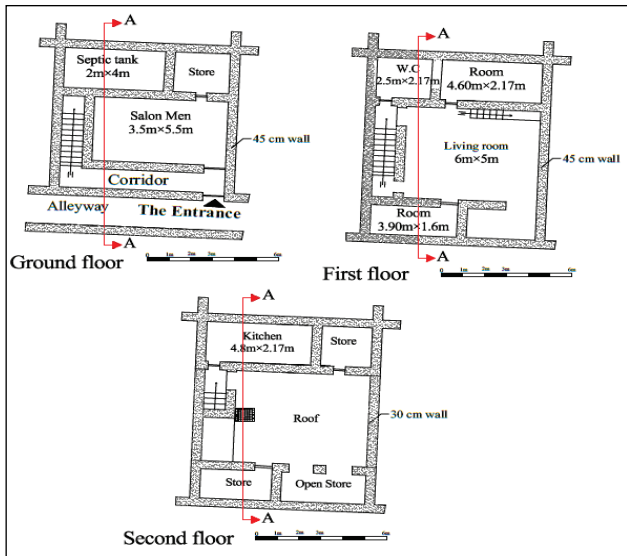 A
Septic tank
2m×4m
Store
Salon Men
3.5m×5.5m
45 cm wall
Corridor
Alleyway
The Entrance
A
Ground floor
0 1m 2m 3m 6m
A
W.C
2.5m×2.17m
Room
4.60m×2.17m
Living room
6m×5m
45 cm wall
Room
3.90m×1.6m
A
First floor
0 1m 2m 3m 6m
A
Kitchen
4.8m×2.17m
Store
Roof
30 cm wall
Store
Open Store
A
Second floor
0 1m 2m 3m 6m